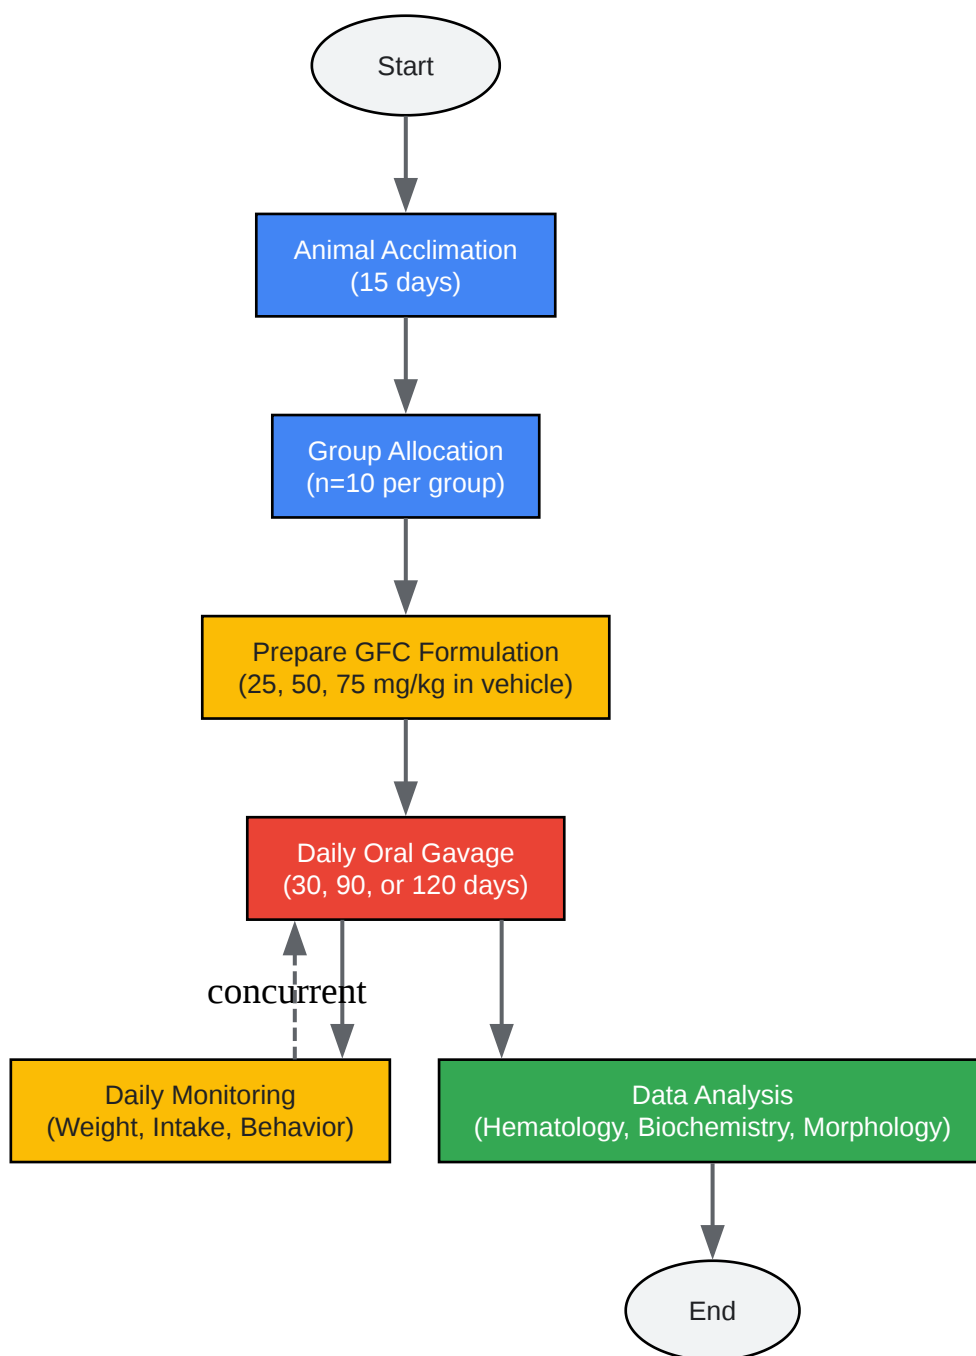 Start
Animal Acclimation
(15 days)
Group Allocation
(n=10 per group)
Prepare GFC Formulation
(25, 50, 75 mg/kg in vehicle)
Daily Oral Gavage
(30, 90, or 120 days)
concurrent
Daily Monitoring
(Weight, Intake, Behavior)
Data Analysis
(Hematology, Biochemistry, Morphology)
End